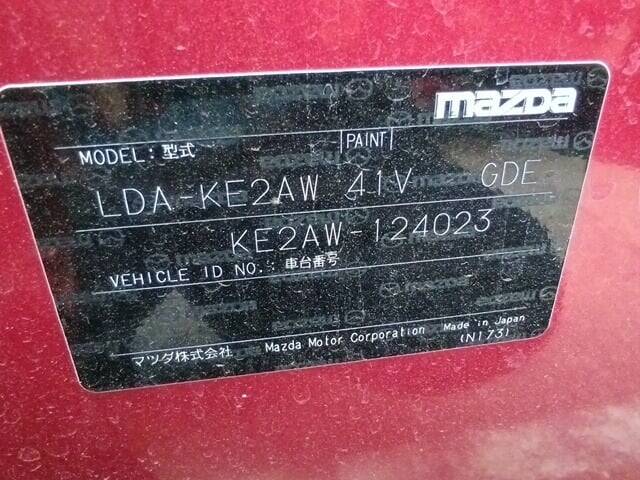 mazda
MODEL: 型式 PAINT
LDA-KE2AW 41V GDE
KE2AW-124023
VEHICLE ID NO.: 車台番号
マツダ株式会社 Mazda Motor Corporation Made in Japan
(N173)